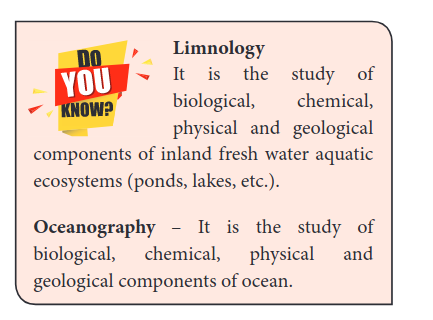 DO
YOU
KNOW?
Limnology
It is the study of
biological, chemical,
physical and geological
components of inland fresh water aquatic
ecosystems (ponds, lakes, etc.).
Oceanography – It is the study of
biological, chemical, physical and
geological components of ocean.